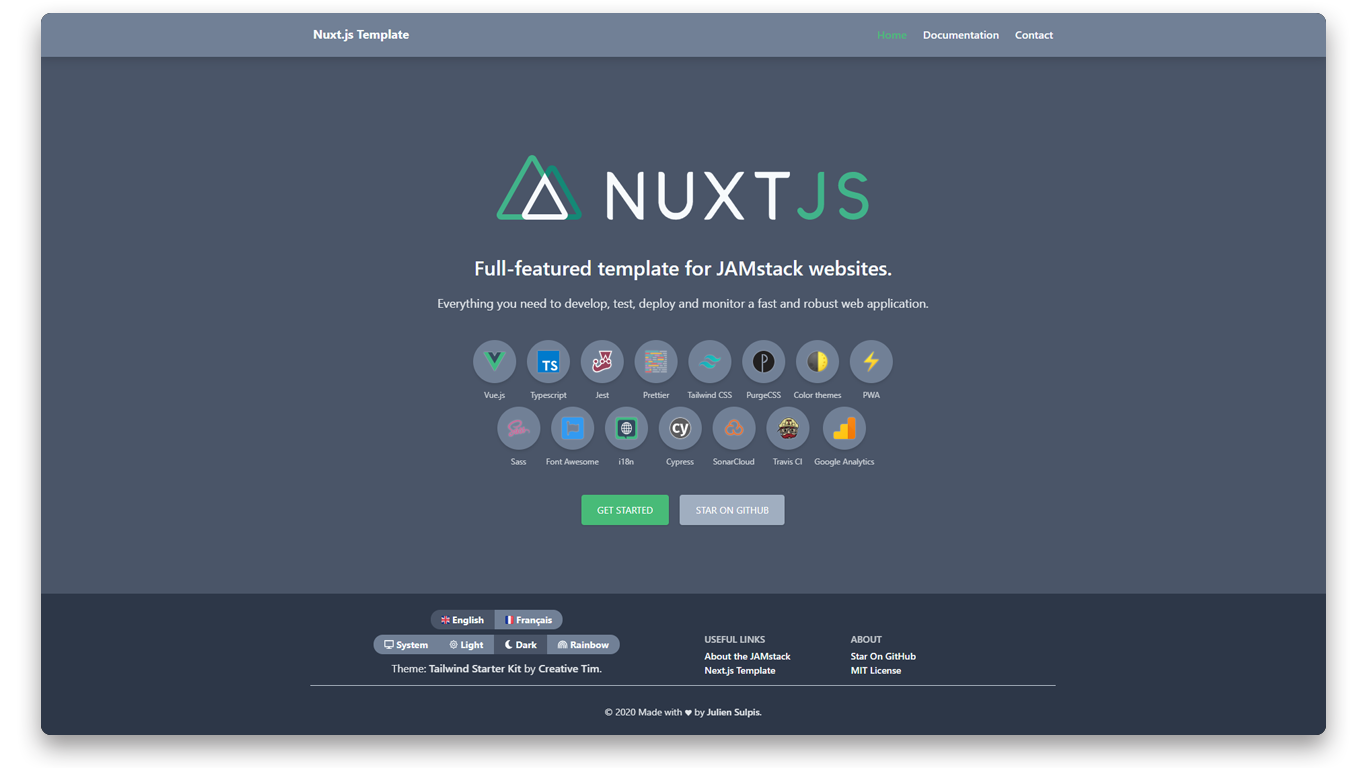 Nuxt.js Template
Home Documentation Contact
NUXTJS
Full-featured template for JAMstack websites.
Everything you need to develop, test, deploy and monitor a fast and robust web application.
TS
Vue.js Typescript Jest Prettier Tailwind CSS PurgeCSS Color themes PWA
cy
Sass Font Awesome i18n Cypress SonarCloud Travis CI Google Analytics
GET STARTED STAR ON GITHUB
English Français
System Light Dark Rainbow
Theme: Tailwind Starter Kit by Creative Tim.
USEFUL LINKS
About the JAMstack
Next.js Template
ABOUT
Star On GitHub
MIT License
© 2020 Made with ♥ by Julien Sulpis.